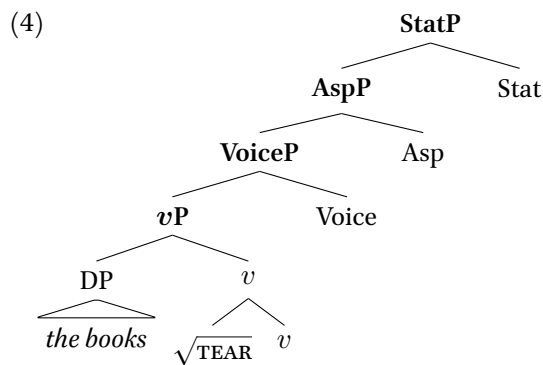 (4) StatP
AspP Stat
VoiceP Asp
vP Voice
DP v
the books √TEAR v